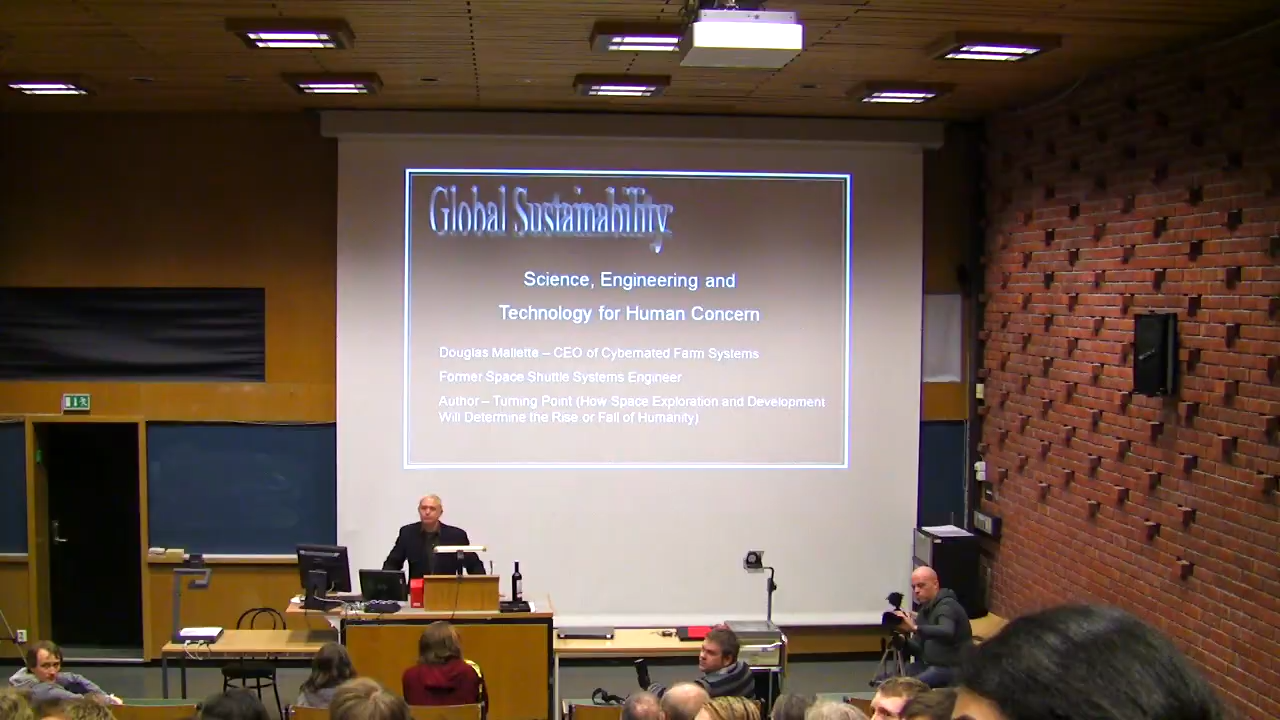 Global Sustainability:
Science, Engineering and
Technology for Human Concern
Douglas Mallette – CEO of Cybernated Farm Systems
Former Space Shuttle Systems Engineer
Author – Turning Point (How Space Exploration and Development
Will Determine the Rise or Fall of Humanity)